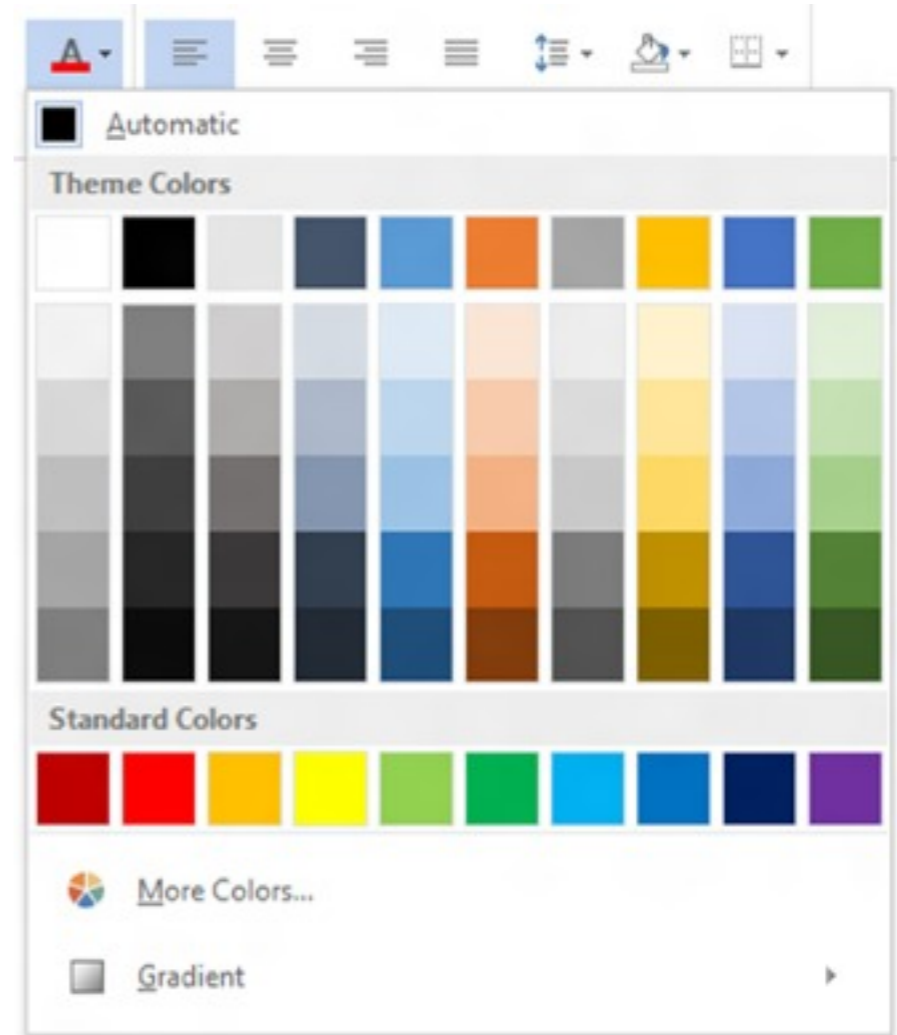 A
Automatic
Theme Colors
Standard Colors
More Colors...
Gradient